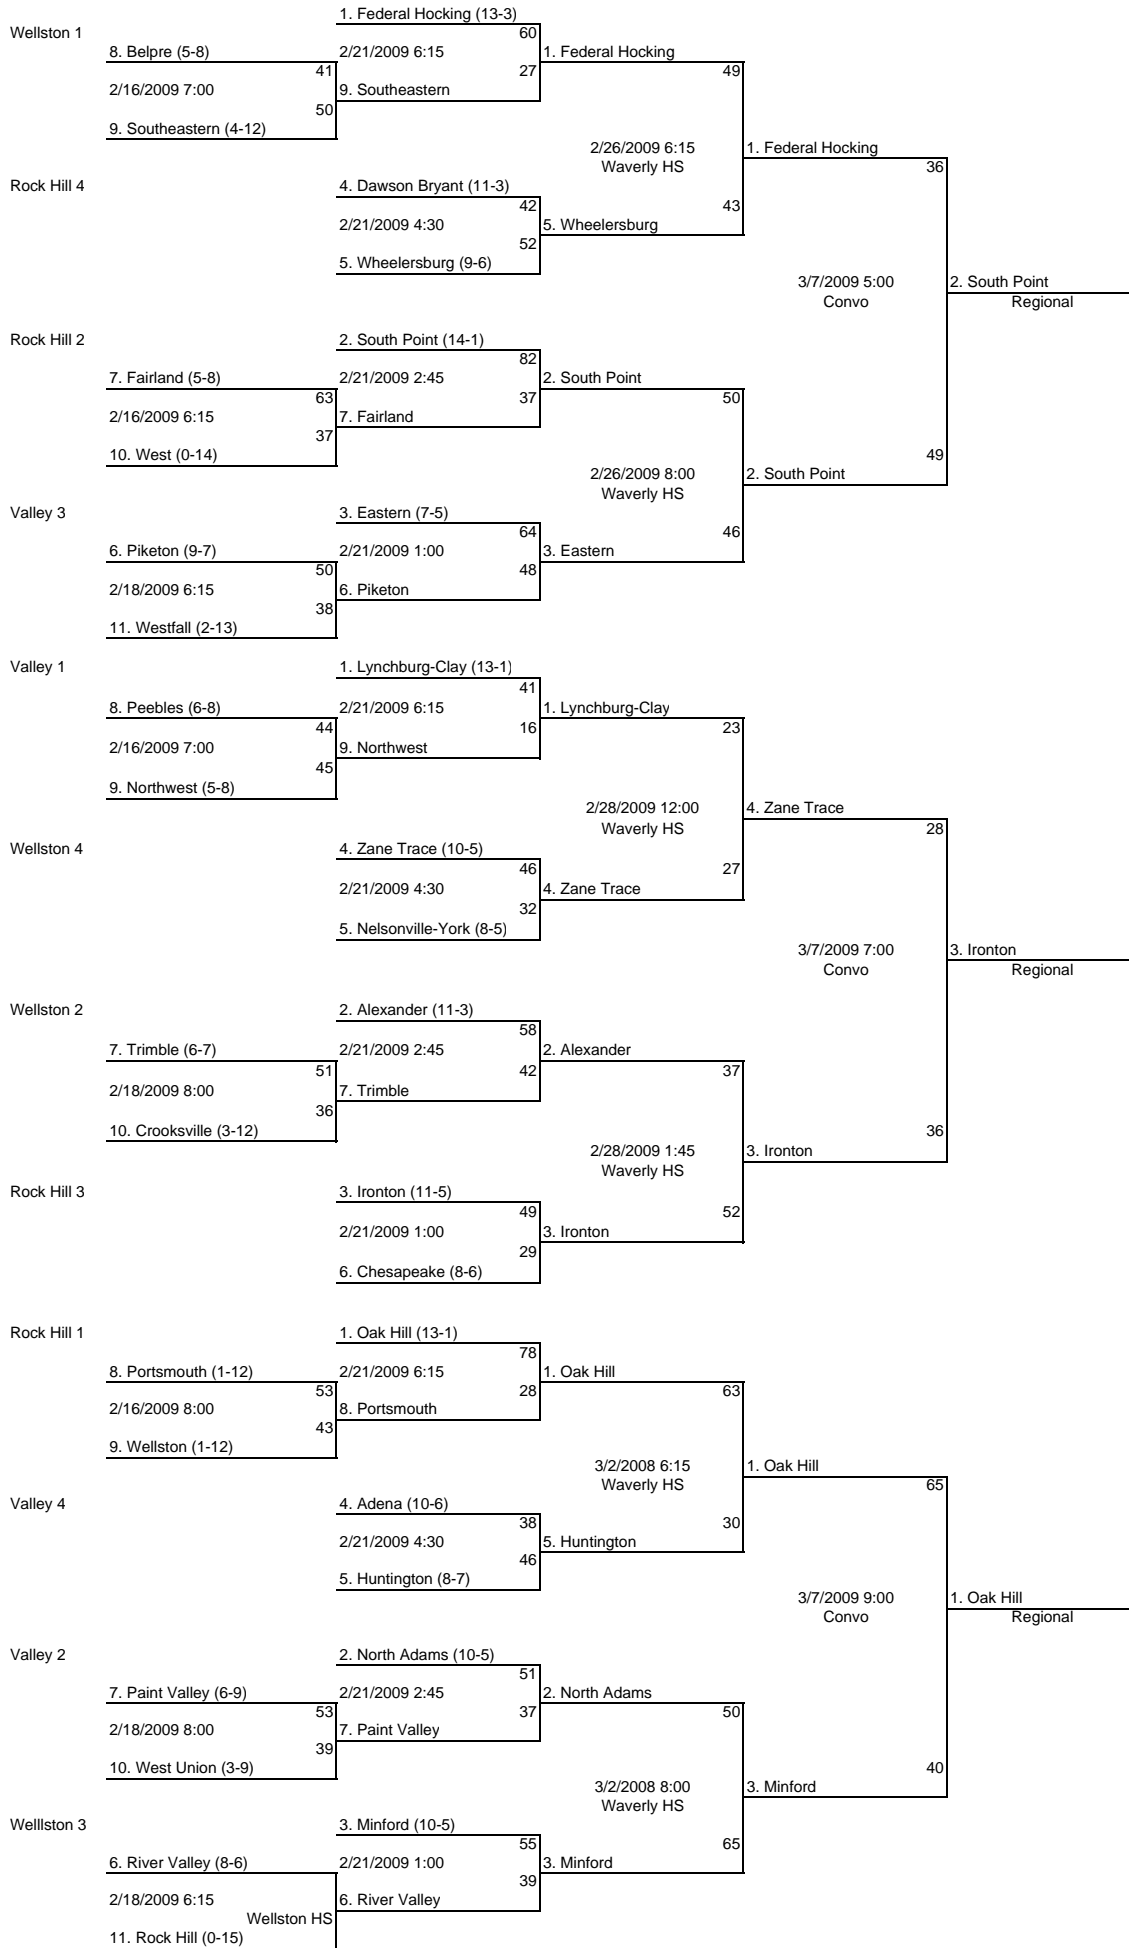 1. Federal Hocking (13-3)
Wellston 1
60
8. Belpre (5-8)
2/21/2009 6:15
1. Federal Hocking
41
27
49
2/16/2009 7:00
9. Southeastern
50
9. Southeastern (4-12)
2/26/2009 6:15
1. Federal Hocking
Waverly HS
36
Rock Hill 4
4. Dawson Bryant (11-3)
42
43
2/21/2009 4:30
5. Wheelersburg
52
5. Wheelersburg (9-6)
3/7/2009 5:00
2. South Point
Convo
Regional
Rock Hill 2
2. South Point (14-1)
82
7. Fairland (5-8)
2/21/2009 2:45
2. South Point
63
37
50
2/16/2009 6:15
7. Fairland
37
10. West (0-14)
49
2/26/2009 8:00
2. South Point
Waverly HS
Valley 3
3. Eastern (7-5)
64
46
6. Piketon (9-7)
2/21/2009 1:00
3. Eastern
50
48
2/18/2009 6:15
6. Piketon
38
11. Westfall (2-13)
Valley 1
1. Lynchburg-Clay (13-1)
41
8. Peebles (6-8)
2/21/2009 6:15
1. Lynchburg-Clay
44
16
23
2/16/2009 7:00
9. Northwest
45
9. Northwest (5-8)
2/28/2009 12:00
4. Zane Trace
Waverly HS
28
Wellston 4
4. Zane Trace (10-5)
46
27
2/21/2009 4:30
4. Zane Trace
32
5. Nelsonville-York (8-5)
3/7/2009 7:00
3. Ironton
Convo
Regional
Wellston 2
2. Alexander (11-3)
58
7. Trimble (6-7)
2/21/2009 2:45
2. Alexander
51
42
37
2/18/2009 8:00
7. Trimble
36
10. Crooksville (3-12)
36
2/28/2009 1:45
3. Ironton
Waverly HS
Rock Hill 3
3. Ironton (11-5)
49
52
2/21/2009 1:00
3. Ironton
29
6. Chesapeake (8-6)
Rock Hill 1
1. Oak Hill (13-1)
78
8. Portsmouth (1-12)
2/21/2009 6:15
1. Oak Hill
53
28
63
2/16/2009 8:00
8. Portsmouth
43
9. Wellston (1-12)
3/2/2008 6:15
1. Oak Hill
Waverly HS
65
Valley 4
4. Adena (10-6)
38
30
2/21/2009 4:30
5. Huntington
46
5. Huntington (8-7)
3/7/2009 9:00
1. Oak Hill
Convo
Regional
Valley 2
2. North Adams (10-5)
51
7. Paint Valley (6-9)
2/21/2009 2:45
2. North Adams
53
37
50
2/18/2009 8:00
7. Paint Valley
39
10. West Union (3-9)
40
3/2/2008 8:00
3. Minford
Waverly HS
Welllston 3
3. Minford (10-5)
55
65
6. River Valley (8-6)
2/21/2009 1:00
3. Minford
39
2/18/2009 6:15
6. River Valley
Wellston HS
11. Rock Hill (0-15)